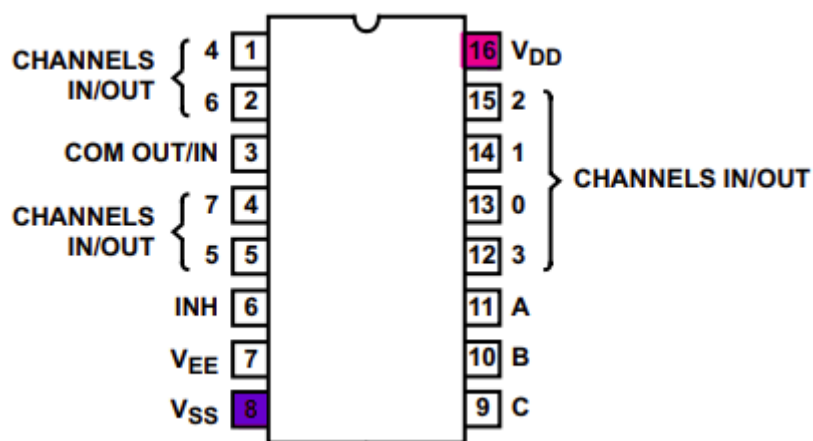 CHANNELS IN/OUT 4 1
6 2
COM OUT/IN 3
CHANNELS IN/OUT 7 4
5 5
INH 6
VEE 7
VSS 8
16 VDD
15 2
14 1
13 0
12 3
CHANNELS IN/OUT
11 A
10 B
9 C